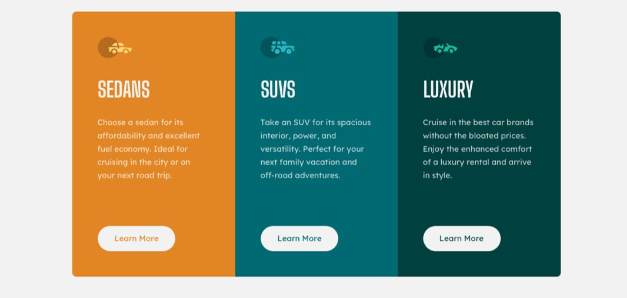 SEDANS
Choose a sedan for its
affordability and excellent
fuel economy. Ideal for
cruising in the city or on
your next road trip.
Learn More
SUVS
Take an SUV for its spacious
interior, power, and
versatility. Perfect for your
next family vacation and
off-road adventures.
Learn More
LUXURY
Cruise in the best car brands
without the bloated prices.
Enjoy the enhanced comfort
of a luxury rental and arrive
in style.
Learn More